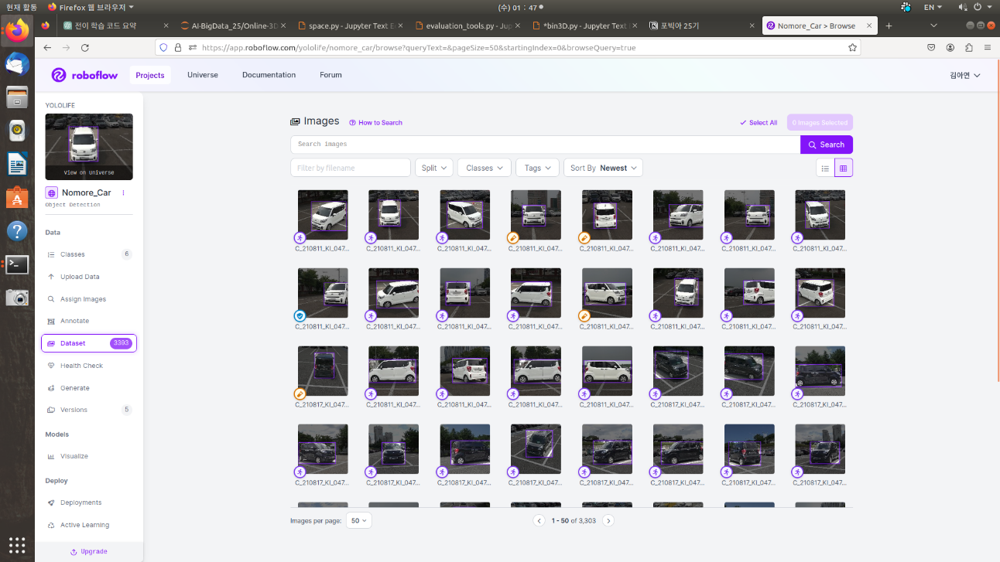 현재 활동 Firefox 웹 브라우저 (수) 01 : 47 EN
전이 학습 코드 요약 AI-BigData_25/Online-3D space.py - Jupyter Text E evaluation_tools.py - Jup *bin3D.py - Jupyter Text 포빅아 25기 Nomore_Car > Browse
https://app.roboflow.com/yololife/nomore_car/browse?queryText=&pageSize=50&startingIndex=0&browseQuery=true
roboflow Projects Universe Documentation Forum 김아연
YOLOLIFE
View on Universe
Nomore_Car
Object Detection
Data
Classes 6
Upload Data
Assign Images
Annotate
Dataset 3393
Health Check
Generate
Versions 5
Models
Visualize
Deploy
Deployments
Active Learning
Upgrade
Images How to Search Select All 0 Images Selected
Search images Search
Filter by filename Split Classes Tags Sort By Newest
C_210811_KI_047... C_210811_KI_047... C_210811_KI_047... C_210811_KI_047... C_210811_KI_047... C_210811_KI_047... C_210811_KI_047... C_210811_KI_047...
C_210811_KI_047... C_210811_KI_047... C_210811_KI_047... C_210811_KI_047... C_210811_KI_047... C_210811_KI_047... C_210811_KI_047... C_210811_KI_047...
C_210817_KI_047... C_210811_KI_047... C_210811_KI_047... C_210811_KI_047... C_210811_KI_047... C_210817_KI_047... C_210817_KI_047... C_210817_KI_047...
C_210817_KI_047... C_210817_KI_047... C_210817_KI_047... C_210817_KI_047... C_210817_KI_047... C_210817_KI_047... C_210817_KI_047... C_210817_KI_047...
Images per page: 50 1 - 50 of 3,303